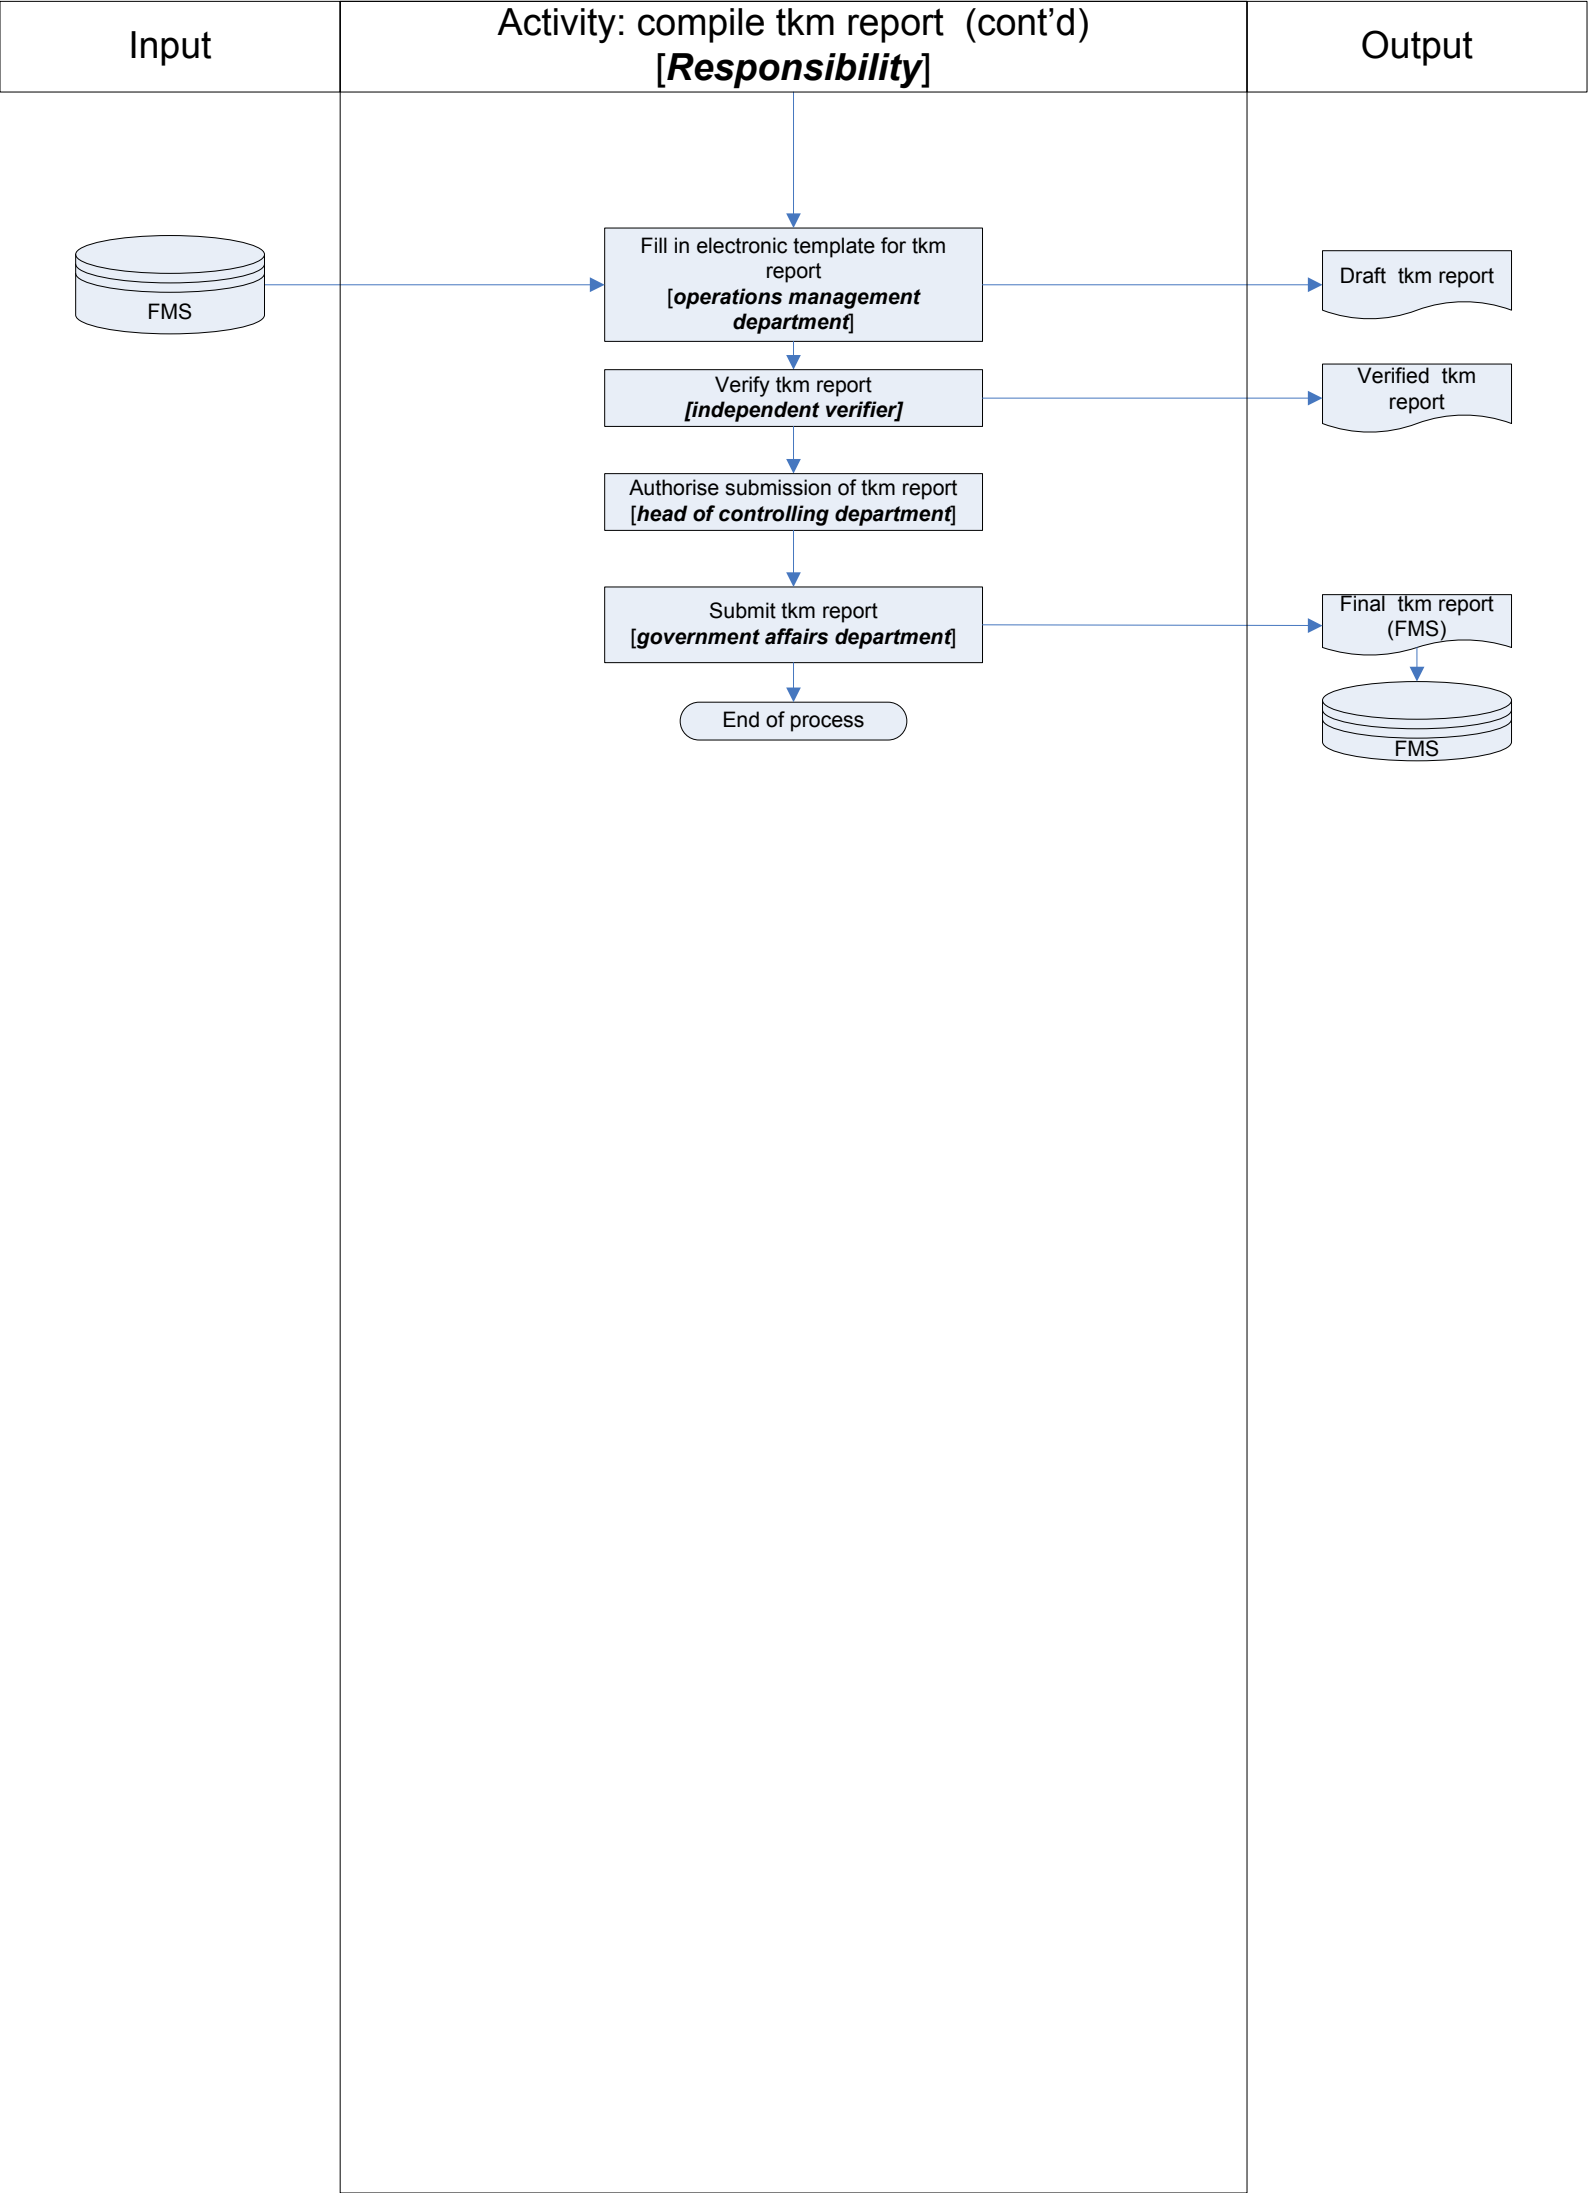 Input
Activity: compile tkm report  (cont’d)
[Responsibility]
Output
FMS
Fill in electronic template for tkm
report
[operations management
department]
Draft  tkm report
Verify tkm report
[independent verifier]
Verified  tkm
report
Authorise submission of tkm report
[head of controlling department]
Submit tkm report
[government affairs department]
Final  tkm report
(FMS)
End of process
FMS